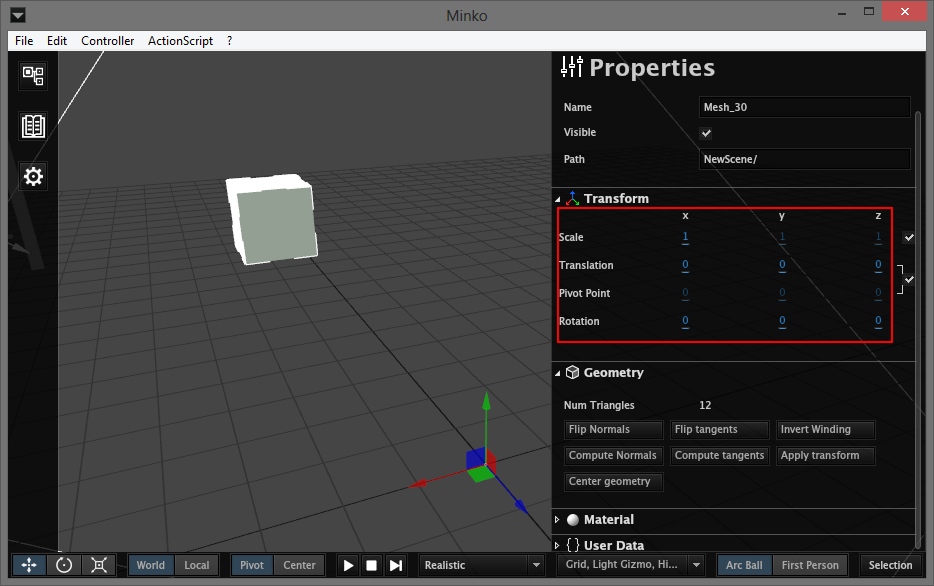 Minko
File Edit Controller ActionScript ?
Properties
Name Mesh_30
Visible
Path NewScene/
Transform
x y z
Scale 1 1 1
Translation 0 0 0
Pivot Point 0 0 0
Rotation 0 0 0
Geometry
Num Triangles 12
Flip Normals Flip tangents Invert Winding
Compute Normals Compute tangents Apply transform
Center geometry
Material
{ } User Data
World Local Pivot Center Realistic Grid, Light Gizmo, Hi... Arc Ball First Person Selection